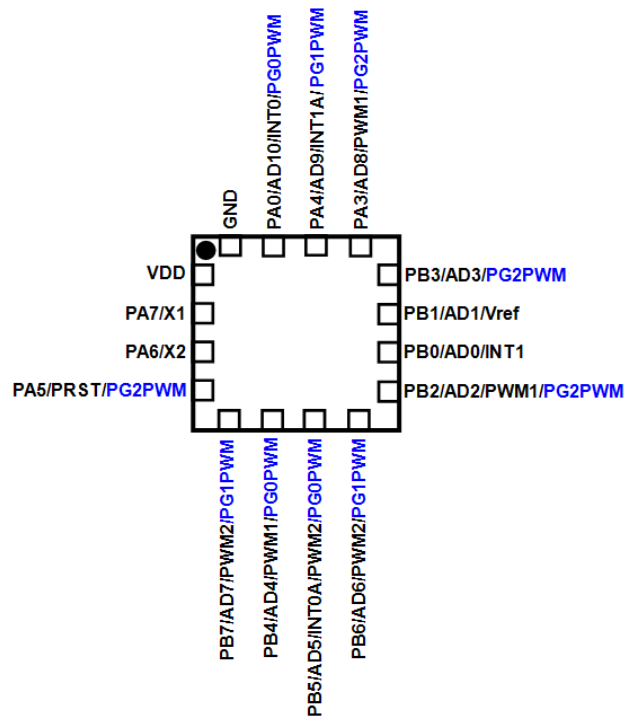 GND
PA0/AD10/INT0/PG0PWM
PA4/AD9/INT1A/ PG1PWM
PA3/AD8/PWM1/PG2PWM
VDD
PA7/X1
PA6/X2
PA5/PRST/PG2PWM
PB3/AD3/PG2PWM
PB1/AD1/Vref
PB0/AD0/INT1
PB2/AD2/PWM1/PG2PWM
PB7/AD7/PWM2/PG1PWM
PB4/AD4/PWM1/PG0PWM
PB5/AD5/INT0A/PWM2/PG0PWM
PB6/AD6/PWM2/PG1PWM